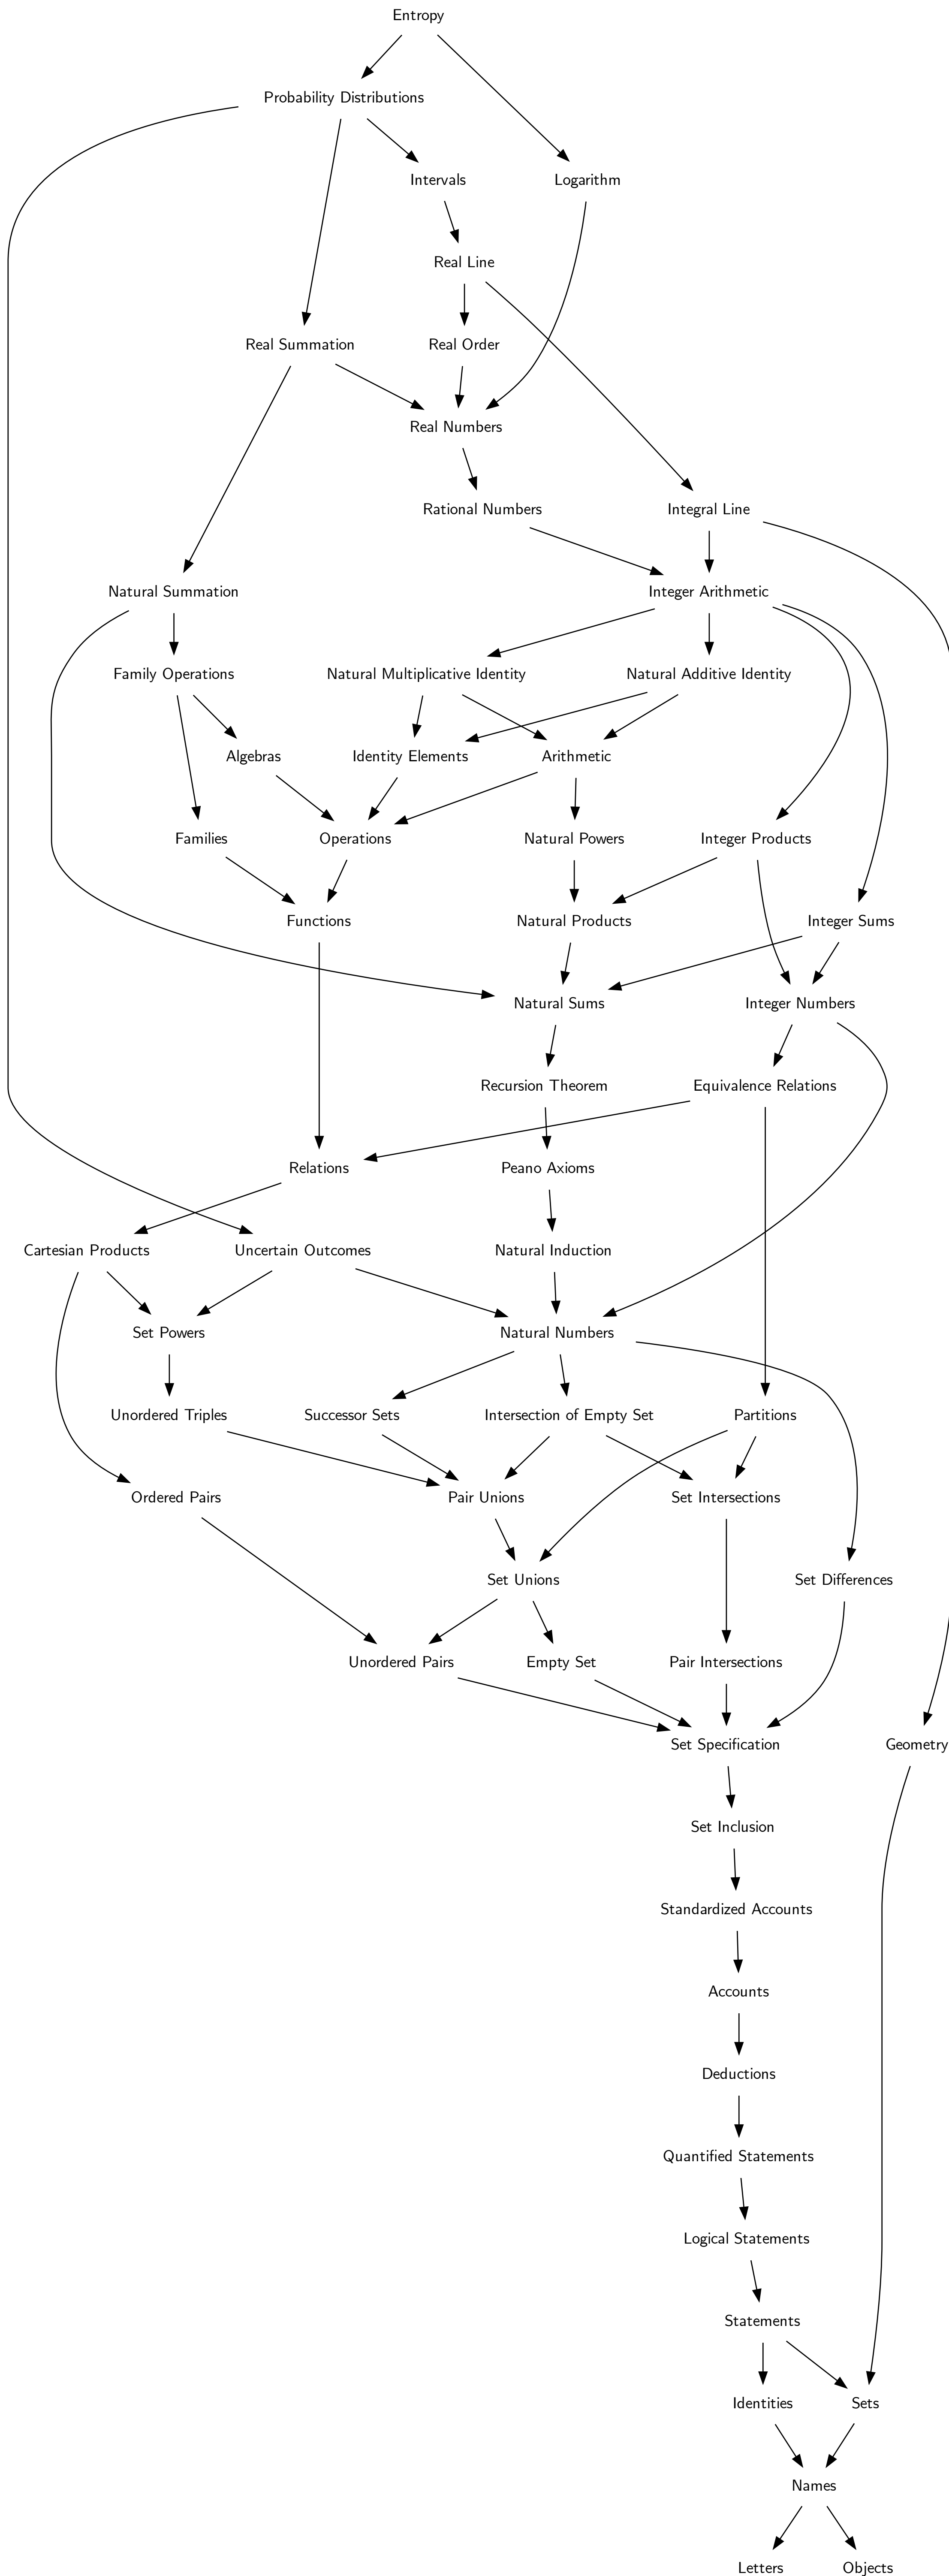 Entropy
Probability Distributions
Intervals
Logarithm
Real Line
Real Summation
Real Order
Real Numbers
Rational Numbers
Integral Line
Natural Summation
Integer Arithmetic
Family Operations
Natural Multiplicative Identity
Natural Additive Identity
Algebras
Identity Elements
Arithmetic
Families
Operations
Natural Powers
Integer Products
Functions
Natural Products
Integer Sums
Natural Sums
Integer Numbers
Recursion Theorem
Equivalence Relations
Relations
Peano Axioms
Cartesian Products
Uncertain Outcomes
Natural Induction
Set Powers
Natural Numbers
Unordered Triples
Successor Sets
Intersection of Empty Set
Partitions
Ordered Pairs
Pair Unions
Set Intersections
Set Unions
Set Differences
Unordered Pairs
Empty Set
Pair Intersections
Set Specification
Geometry
Set Inclusion
Standardized Accounts
Accounts
Deductions
Quantified Statements
Logical Statements
Statements
Identities
Sets
Names
Letters
Objects